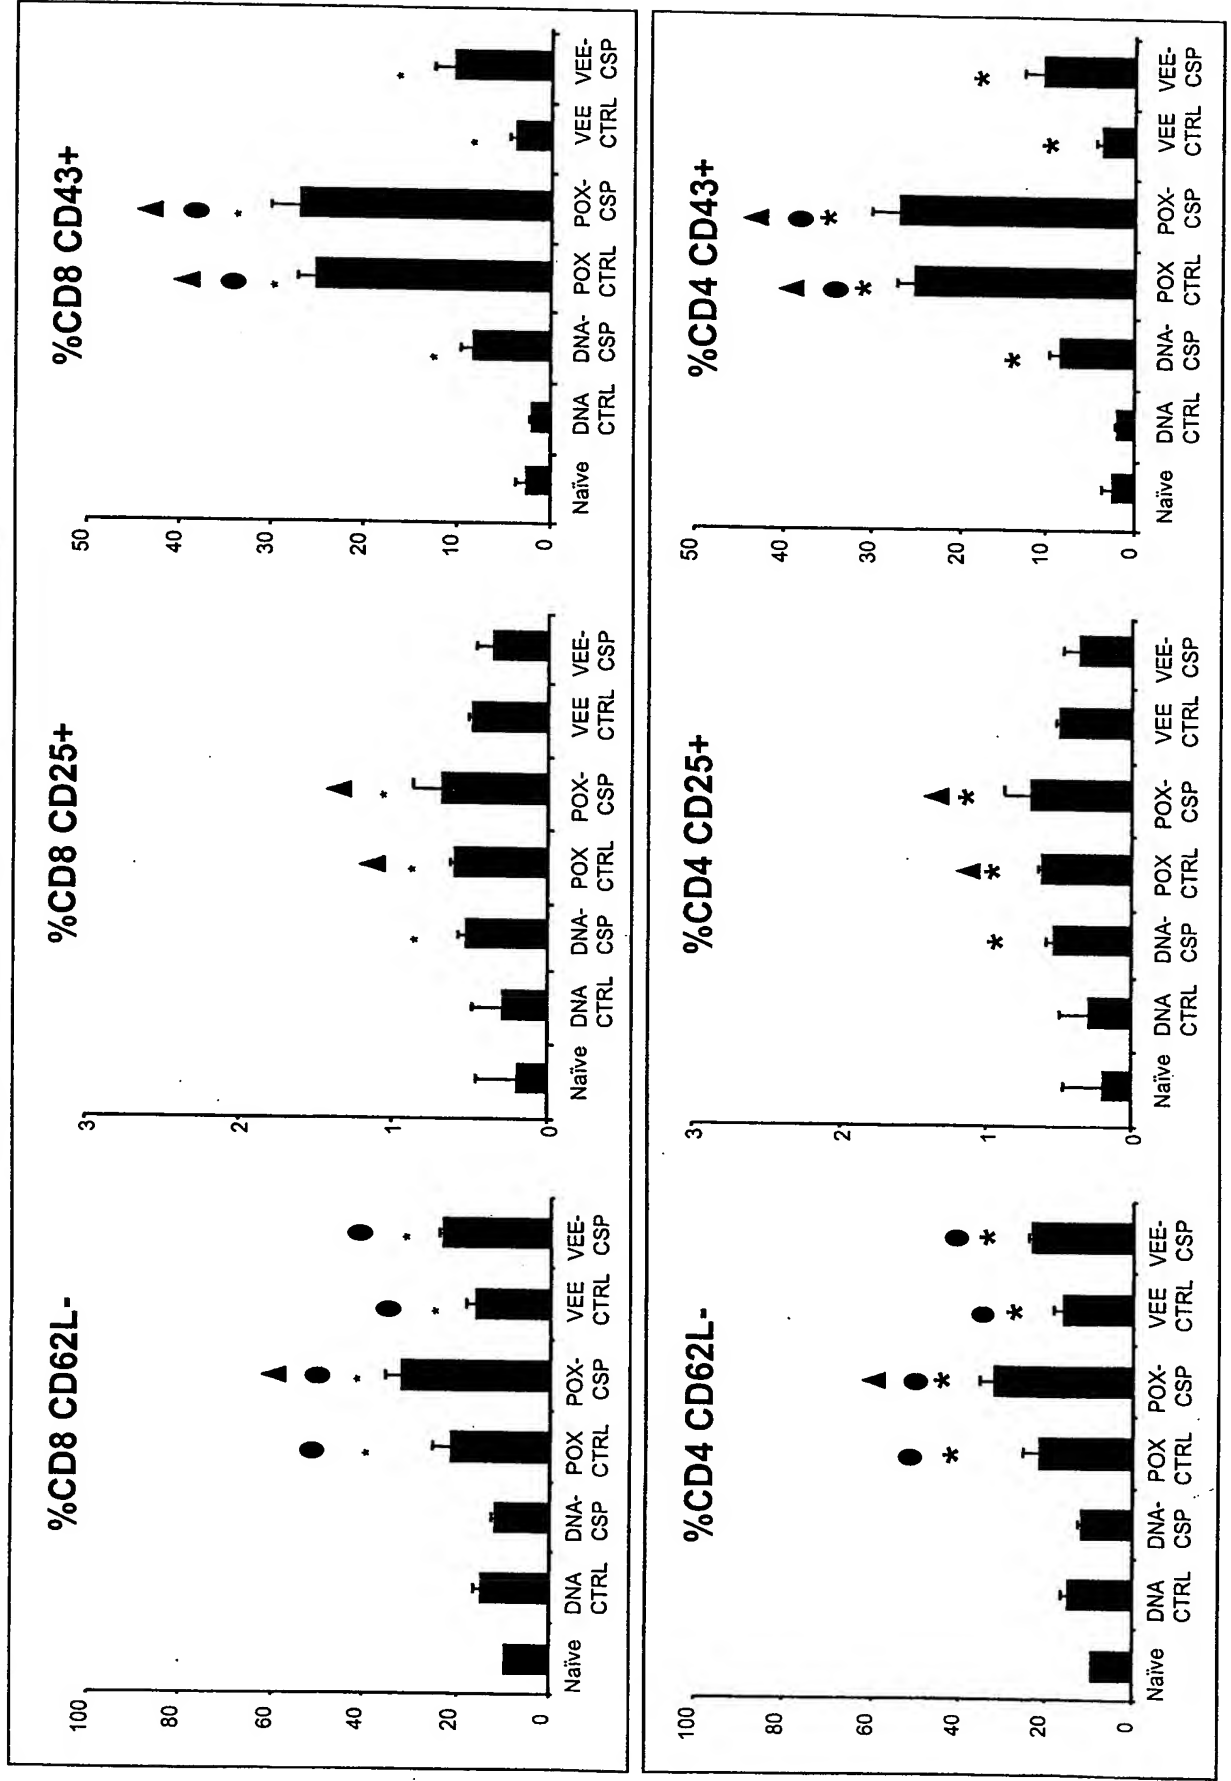 %CD8 CD62L-
100
80
60
40
20
0
Naïve DNA DNA- POX POX- VEE VEE-
CTRL CSP CTRL CSP CTRL CSP
%CD8 CD25+
3
2
1
0
Naïve DNA DNA- POX POX- VEE VEE-
CTRL CSP CTRL CSP CTRL CSP
%CD8 CD43+
50
40
30
20
10
0
Naïve DNA DNA- POX POX- VEE VEE-
CTRL CSP CTRL CSP CTRL CSP
%CD4 CD62L-
100
80
60
40
20
0
Naïve DNA DNA- POX POX- VEE VEE-
CTRL CSP CTRL CSP CTRL CSP
%CD4 CD25+
3
2
1
0
Naïve DNA DNA- POX POX- VEE VEE-
CTRL CSP CTRL CSP CTRL CSP
%CD4 CD43+
50
40
30
20
10
0
Naïve DNA DNA- POX POX- VEE VEE-
CTRL CSP CTRL CSP CTRL CSP